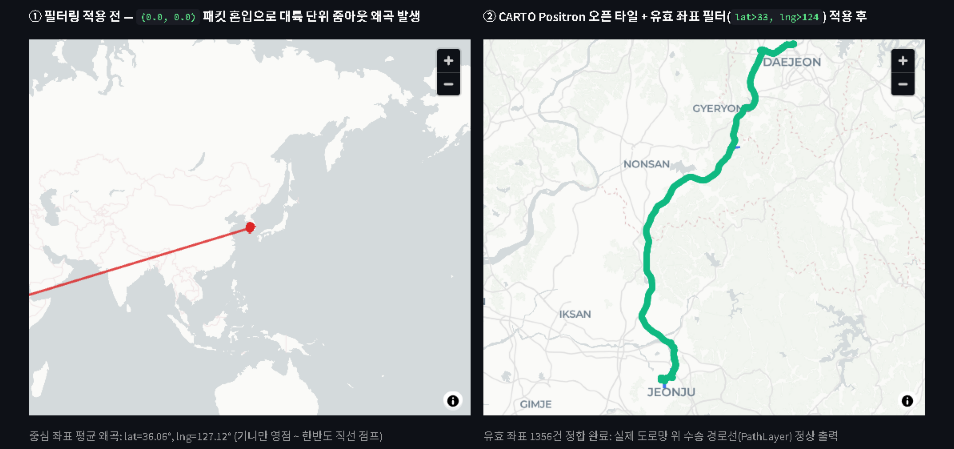 ① 필터링 적용 전 — (0.0, 0.0) 패킷 혼입으로 대륙 단위 줌아웃 왜곡 발생
② CARTO Positron 오픈 타일 + 유효 좌표 필터( lat>33, lng>124 ) 적용 후
+
−
+
−
DAEJEON
GYERYON
NONSAN
IKSAN
JEONJU
GIMJE
중심 좌표 평균 왜곡: lat=36.06°, lng=127.12° (기니만 영점 ~ 한반도 직선 점프)
유효 좌표 1356건 정합 완료: 실제 도로망 위 수송 경로선(PathLayer) 정상 출력